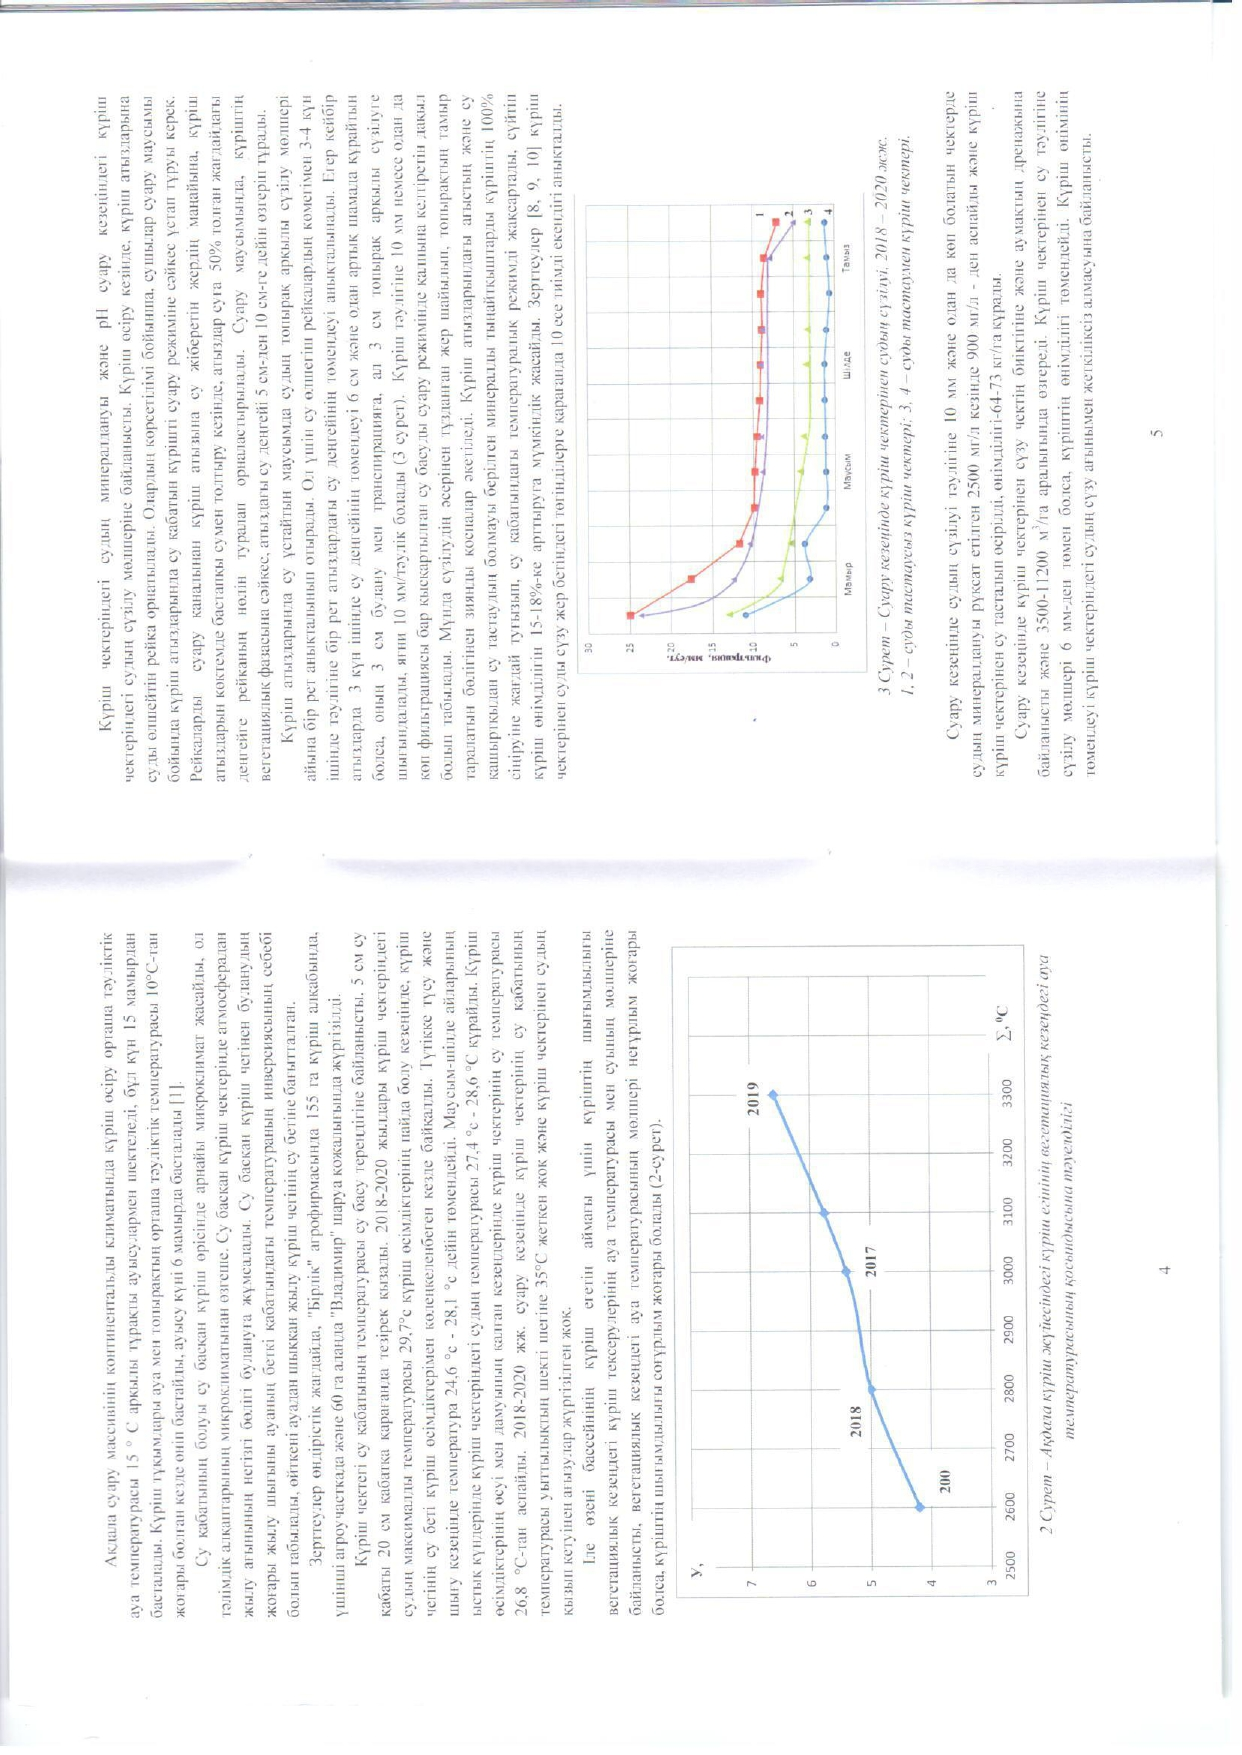 Ақдала суару массивінің континентальды климатында күріш өсіру орташа тәуліктік
ауа температурасы 15 ° С арқылы тұрақты ауысулармен шектеледі, бұл күн 15 мамырдан
басталады. Күріш тұқымдары ауа мен топырақтың орташа тәуліктік температурасы 10°С-тан
жоғары болған кезде өніп бастайды, ауысу күні 6 мамырда басталады [1].
Су қабатының болуы су басқан күріш өрісінде арнайы микроклимат жасайды, ол
тәлімдік алқаптарының микроклиматынан өзгеше. Су басқан күріш чектерінде атмосферадан
жылу ағынының негізгі бөлігі булануға жұмсалады. Су басқан күріш чегінен буланудың
жоғары жылу шығыны ауаның беткі қабатындағы температураның инверсиясының себебі
болып табылады, өйткені ауадан шыққан жылу күріш чегінің су бетіне бағытталған.
Зерттеулер өндірістік жағдайда, "Бірлік" агрофирмасында 155 га күріш алқабында,
үшінші агроучаскада және 60 га алаңда "Владимир" шаруа қожалығында жүргізілді.
Күріш чектегі су қабатының температурасы су басу тереңдігіне байланысты. 5 см су
қабаты 20 см қабатқа қарағанда тезірек қызады. 2018-2020 жылдары күріш чектеріндегі
судың максималды температурасы 29,7°с күріш өсімдіктерінің пайда болу кезеңінде, күріш
чегінің су беті күріш өсімдіктерімен көлеңкеленбеген кезде байқалды. Түтікке түсу және
шығу кезеңінде температура 24,6 °с - 28,1 °с дейін төмендейді. Маусым-шілде айларының
ыстық күндерінде күріш чектеріндегі судың температурасы 27,4 °с - 28,6 °С құрайды. Күріш
өсімдіктерінің өсуі мен дамуының қалған кезеңдерінде күріш чектерінің су температурасы
26,8 °С-тан аспайды. 2018-2020 жж. суару кезеңінде күріш чектерінің су қабатының
температурасы уыттылықтың шекті шегіне 35°С жеткен жоқ және күріш чектерінен судың
қызып кетуінен ағызулар жүргізілген жоқ.
Іле өзені бассейнінің күріш егетін аймағы үшін күріштің шығымдылығы
вегетациялық кезеңдегі күріш тексерулерінің ауа температурасы мен суының мөлшеріне
байланысты, вегетациялық кезеңдегі ауа температурасының мөлшері неғұрлым жоғары
болса, күріштің шығымдылығы соғұрлым жоғары болады (2-сурет).
У,
7
6
5
4
3
2500 2600 2700 2800 2900 3000 3100 3200 3300 Σ, ⁰С
200
2018
2017
2019
2 Сурет – Ақдала күріш жүйесіндегі күріш егінінің вегетациялық кезеңдегі ауа
температурасының қосындысына тәуелділігі
4
Күріш чектеріндегі судың минералдануы және рН суару кезеңіндегі күріш
чектеріндегі судың сүзілу мөлшеріне байланысты. Күріш өсіру кезінде, күріш атыздарына
суды өлшейтін рейка орнатылады. Олардың көрсетілімі бойынша, сушылар суару маусымы
бойында күріш атыздарында су қабатын күрішті суару режиміне сәйкес ұстап тұруы керек.
Рейкаларды суару каналынан күріш атызына су жіберетін жердің маңайына, күріш
атыздарын көктемде бастапқы сумен толтыру кезінде, атыздар суға 50% толған жағдайдағы
деңгейге рейканың нөлін туралап орналастырылады. Суару маусымында, күріштің
вегетациялық фазасына сәйкес, атыздағы су деңгейі 5 см-ден 10 см-ге дейін өзгеріп тұрады.
Күріш атыздарында су ұстайтын маусымда судың топырақ арқылы сүзілу мөлшері
айына бір рет анықталынып отырады. Ол үшін су өлшегіш рейкалардың көмегімен 3-4 күн
ішінде тәулігіне бір рет атыздардағы су деңгейінің төмендеуі анықталынады. Егер кейбір
атыздарда 3 күн ішінде су деңгейінің төмендеуі 6 см және одан артық шамада құрайтын
болса, оның 3 см булану мен транспирацияға, ал 3 см топырақ арқылы сүзілуге
шығындалады, яғни 10 мм/тәулік болады (3 сурет). Күріш тәулігіне 10 мм немесе одан да
көп фильтрациясы бар қысқартылған су басуды суару режимінде қалпына келтіретін дақыл
болып табылады. Мұнда сүзілудің әсерінен тұзданған жер шайылып, топырақтың тамыр
таралатын бөлігінен зиянды қоспалар әкетіледі. Күріш атыздарындағы ағыстың және су
қашыртқыдан су тастаудың болмауы берілген минералды тыңайтқыштарды күріштің 100%
сіңіруіне жағдай туғызып, су қабатындағы температуралық режимді жақсартады, сүйтіп
күріш өнімділігін 15-18%-ке арттыруға мүмкіндік жасайды. Зерттеулер [8, 9, 10] күріш
чектерінен суды сүзу жер бетіндегі төгінділерге қарағанда 10 есе тиімді екендігі анықталды.
Фильтрация, мм/сут.
30
25
20
15
10
5
0
Мамыр Маусым Шілде Тамыз
1
2
3
4
3 Сурет – Суару кезеңінде күріш чектерінен судың сүзілуі. 2018 – 2020 жж.
1, 2 – суды тастаусыз күріш чектері; 3, 4 – суды тастаумен күріш чектері.
Суару кезеңінде судың сүзілуі тәулігіне 10 мм және одан да көп болатын чектерде
судың минералдануы рұқсат етілген 2500 мг/л кезінде 900 мг/л - ден аспайды және күріш
күріш чектерінен су тасталып өсірілді, өнімділігі-64-73 кг/га құрады.
Суару кезеңінде күріш чектерінен сүзу чектің биіктігіне және аумақтың дренажына
байланысты және 3500-11200 м³/га аралығында өзгереді. Күріш чектерінен су тәулігіне
сүзілу мөлшері 6 мм-ден төмен болса, күріштің өнімділігі төмендейді. Күріш өнімінің
төмендеуі күріш чектеріндегі судың сүзу ағынымен жеткіліксіз алмасуына байланысты.
5